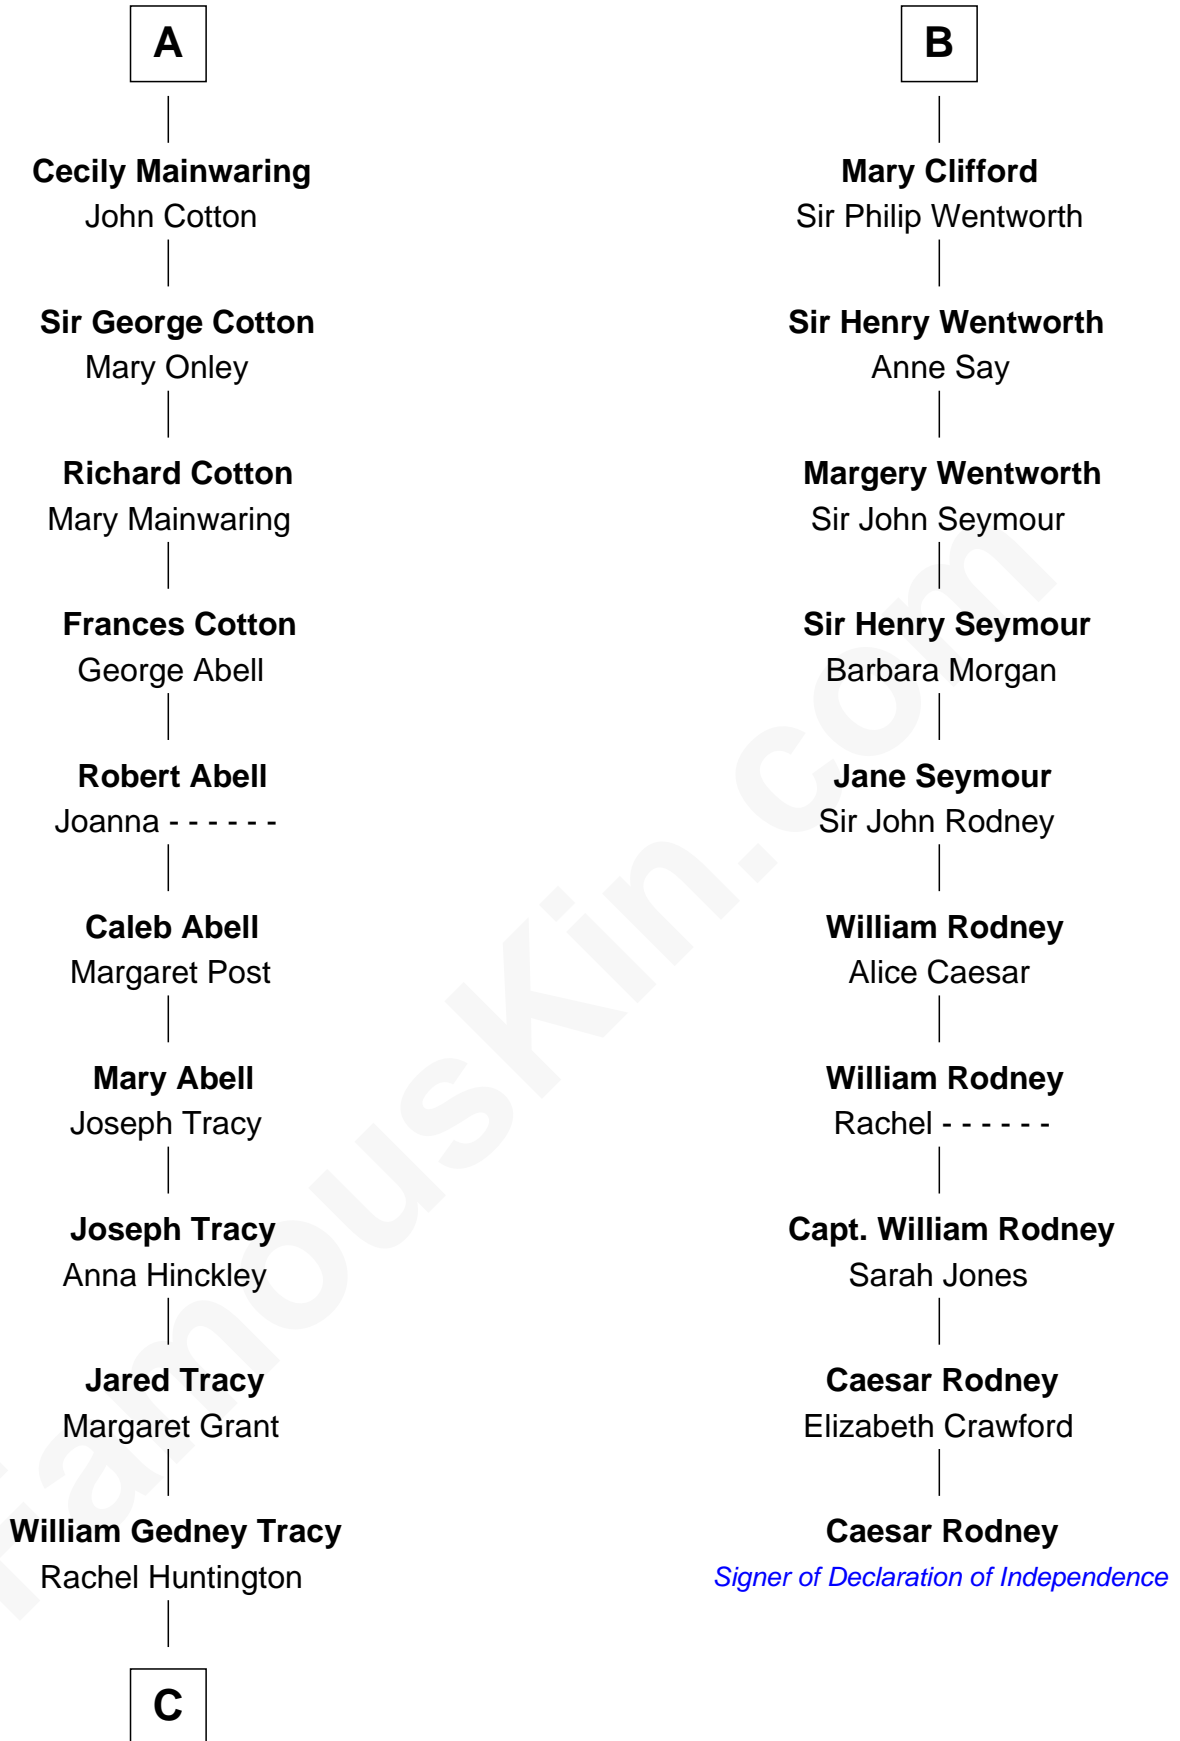 A
Cecily Mainwaring
John Cotton
Sir George Cotton
Mary Onley
Richard Cotton
Mary Mainwaring
Frances Cotton
George Abell
Robert Abell
Joanna - - - - - -
Caleb Abell
Margaret Post
Mary Abell
Joseph Tracy
Joseph Tracy
Anna Hinckley
Jared Tracy
Margaret Grant
William Gedney Tracy
Rachel Huntington
C
B
Mary Clifford
Sir Philip Wentworth
Sir Henry Wentworth
Anne Say
Margery Wentworth
Sir John Seymour
Sir Henry Seymour
Barbara Morgan
Jane Seymour
Sir John Rodney
William Rodney
Alice Caesar
William Rodney
Rachel - - - - - -
Capt. William Rodney
Sarah Jones
Caesar Rodney
Elizabeth Crawford
Caesar Rodney
Signer of Declaration of Independence
FamousKin.com